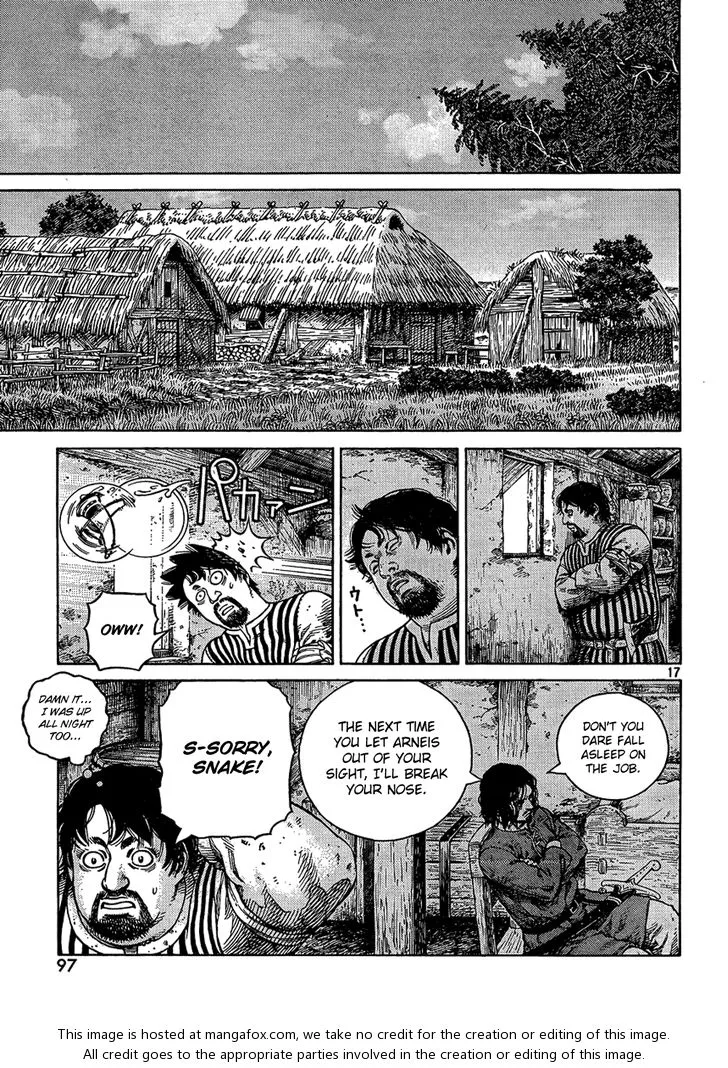 ウト…
パカァン
OWW!
17
DON'T YOU
DARE FALL
ASLEEP ON
THE JOB.
THE NEXT TIME
YOU LET ARNEIS
OUT OF YOUR
SIGHT, I'LL BREAK
YOUR NOSE.
S-SORRY,
SNAKE!
DAMN IT...
I WAS UP
ALL NIGHT
TOO...
97
This image is hosted at mangafox.com, we take no credit for the creation or editing of this image.
All credit goes to the appropriate parties involved in the creation or editing of this image.